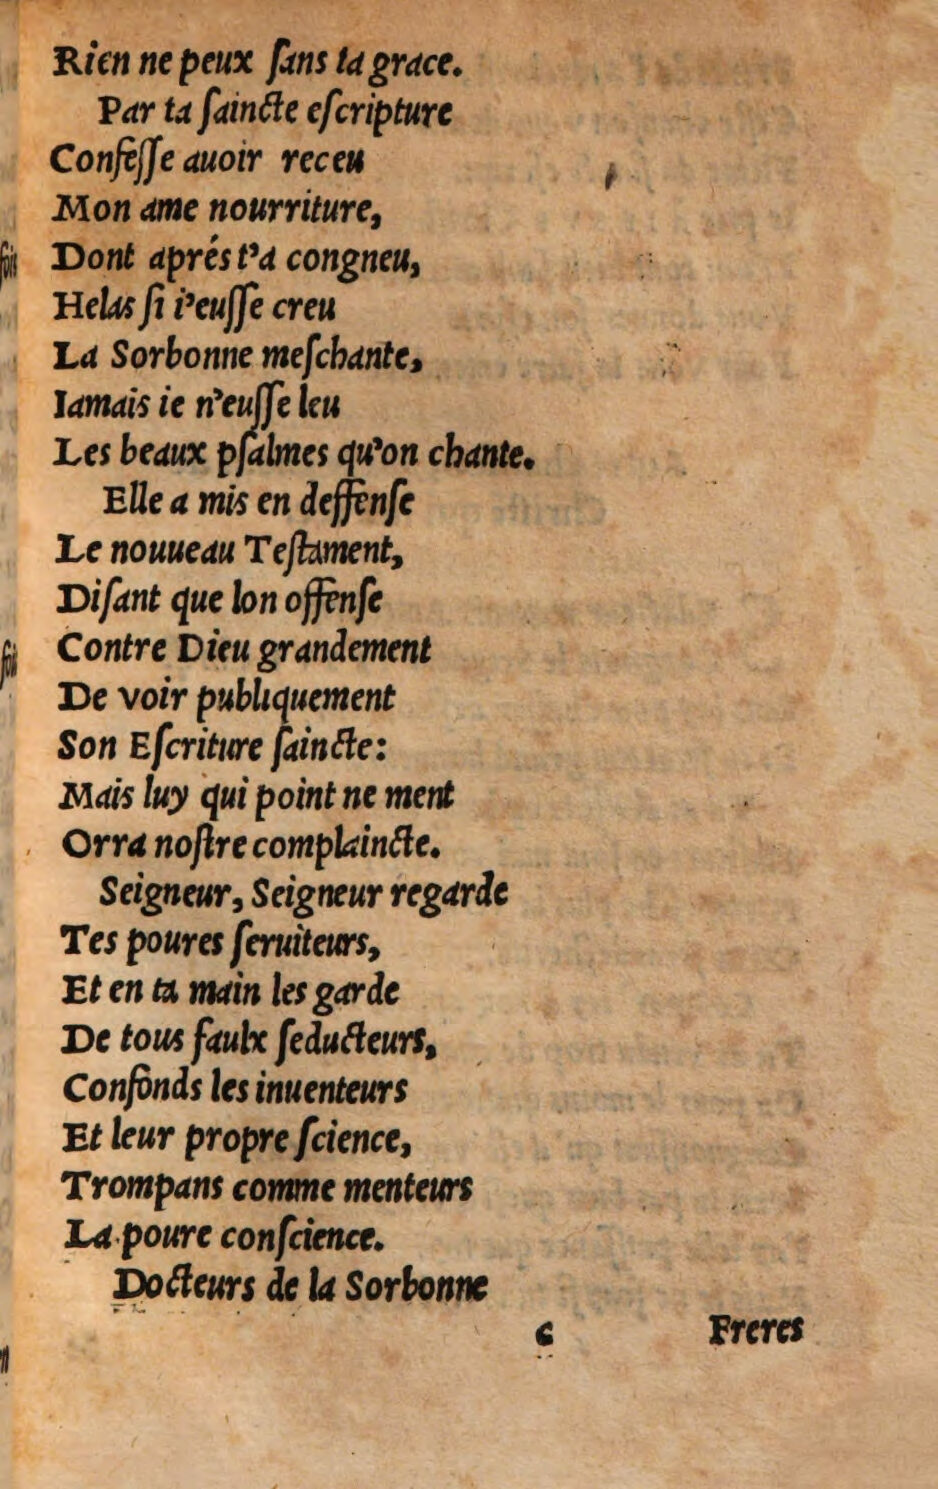 Rien ne peux ſans ta grace.
Par ta ſaincte eſcripture
Confeſſe auoir receu
Mon ame nourriture,
Dont aprés t'a congneu,
Helas ſi i'euſſe creu
La Sorbonne meſchante,
Iamais ie n'euſſe leu
Les beaux pſalmes qu'on chante.
Elle a mis en deffenſe
Le nouueau Teſtament,
Diſant que lon offenſe
Contre Dieu grandement
De voir publiquement
Son Eſcriture ſaincte:
Mais luy qui point ne ment
Orra noſtre complaincte.
Seigneur, Seigneur regarde
Tes poures ſeruiteurs,
Et en ta main les garde
De tous faulx ſeducteurs,
Confonds les inuenteurs
Et leur propre ſcience,
Trompans comme menteurs
La poure conſcience.
Docteurs de la Sorbonne
c Freres